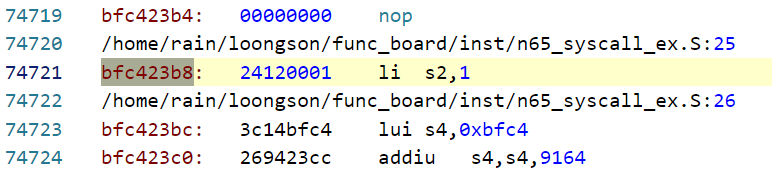 74719 bfc423b4: 00000000 nop
74720 /home/rain/loongson/func_board/inst/n65_syscall_ex.S:25
74721 bfc423b8: 24120001 li s2,1
74722 /home/rain/loongson/func_board/inst/n65_syscall_ex.S:26
74723 bfc423bc: 3c14bfc4 lui s4,0xbfc4
74724 bfc423c0: 269423cc addiu s4,s4,9164